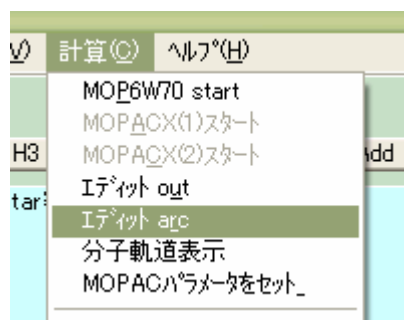 V) 計算(C) ヘルプ(H)
MOP6W70 start
MOPACX(1)スタート
H3 MOPACX(2)スタート Add
エディット out
tar
エディット arc
分子軌道表示
MOPACパラメータをセット_